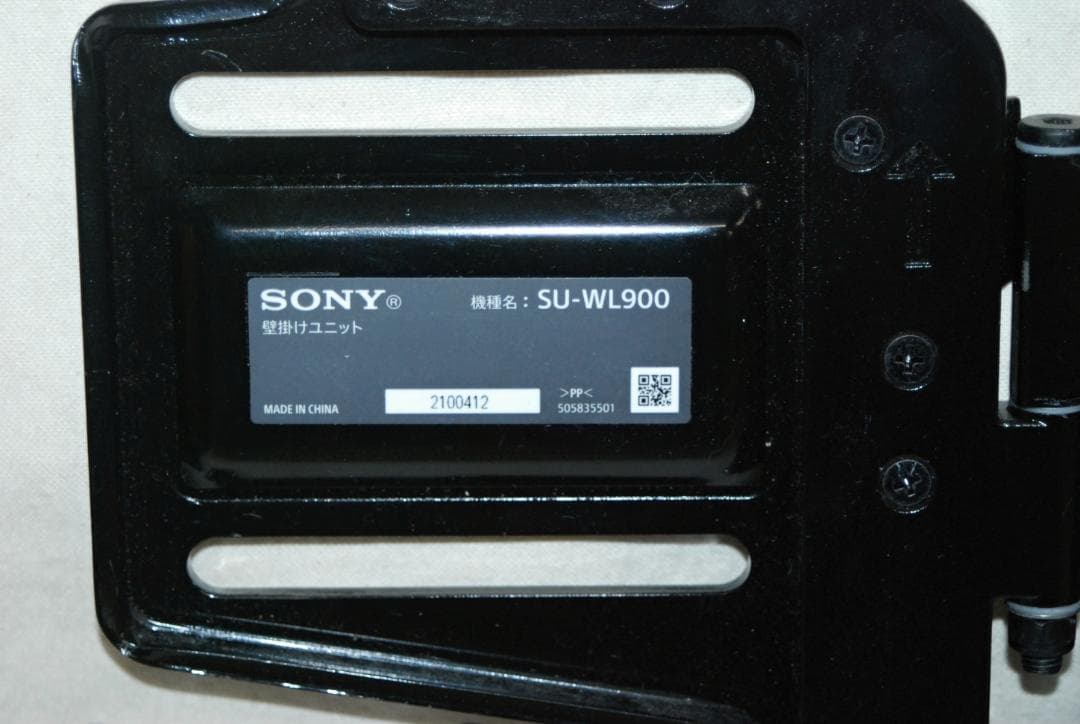 SONY® 機種名：SU-WL900
壁掛けユニット
MADE IN CHINA
2100412
>PP<
505835501